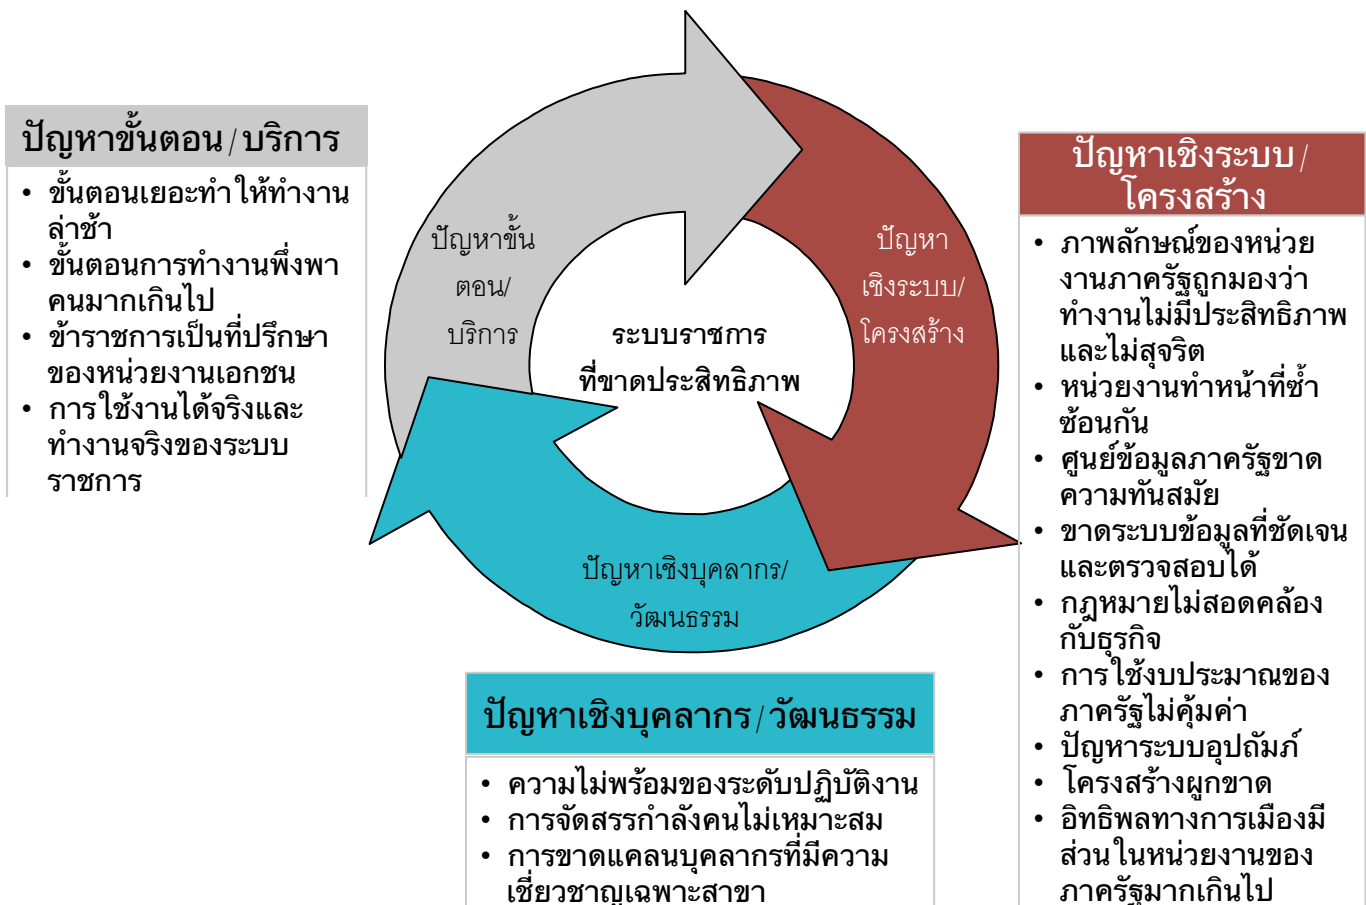 ปัญหาขั้นตอน/บริการ
• ขั้นตอนเยอะทำให้ทำงาน
ล่าช้า
• ขั้นตอนการทำงานพึ่งพา
คนมากเกินไป
• ข้าราชการเป็นที่ปรึกษา
ของหน่วยงานเอกชน
• การใช้งานได้จริงและ
ทำงานจริงของระบบ
ราชการ
ปัญหาขั้น
ตอน/
บริการ
ระบบราชการ
ที่ขาดประสิทธิภาพ
ปัญหา
เชิงระบบ/
โครงสร้าง
ปัญหาเชิงบุคลากร/
วัฒนธรรม
ปัญหาเชิงระบบ/
โครงสร้าง
• ภาพลักษณ์ของหน่วย
งานภาครัฐถูกมองว่า
ทำงานไม่มีประสิทธิภาพ
และไม่สุจริต
• หน่วยงานทำหน้าที่ซ้ำ
ซ้อนกัน
• ศูนย์ข้อมูลภาครัฐขาด
ความทันสมัย
• ขาดระบบข้อมูลที่ชัดเจน
และตรวจสอบได้
• กฎหมายไม่สอดคล้อง
กับธุรกิจ
• การใช้งบประมาณของ
ภาครัฐไม่คุ้มค่า
• ปัญหาระบบอุปถัมภ์
• โครงสร้างผูกขาด
• อิทธิพลทางการเมืองมี
ส่วนในหน่วยงานของ
ภาครัฐมากเกินไป
ปัญหาเชิงบุคลากร/วัฒนธรรม
• ความไม่พร้อมของระดับปฏิบัติงาน
• การจัดสรรกำลังคนไม่เหมาะสม
• การขาดแคลนบุคลากรที่มีความ
เชี่ยวชาญเฉพาะสาขา